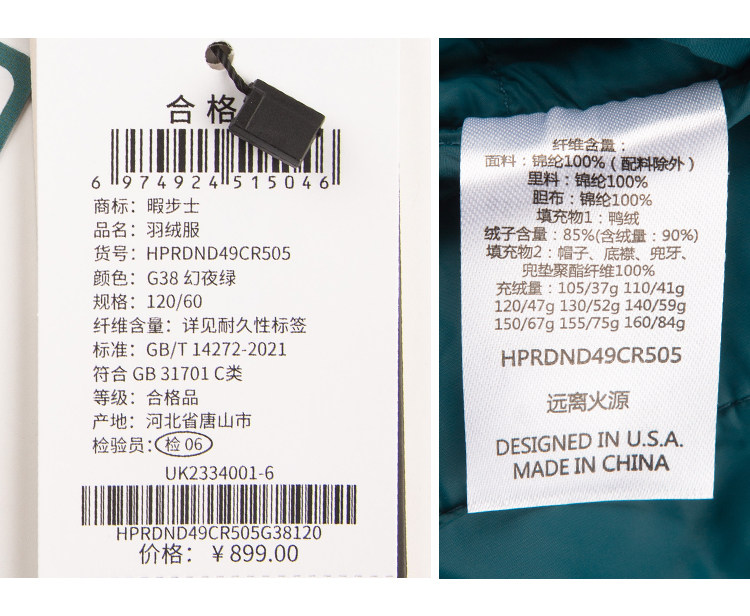 合格
6 974924 515046
商标：暇步士
品名：羽绒服
货号：HPRDND49CR505
颜色：G38 幻夜绿
规格：120/60
纤维含量：详见耐久性标签
标准：GB/T 14272-2021
符合 GB 31701 C类
等级：合格品
产地：河北省唐山市
检验员：检 06
UK2334001-6
HPRDND49CR505G38120
价格：￥899.00
纤维含量：
面料：锦纶100%（配料除外）
里料：锦纶100%
胆布：锦纶100%
填充物1：鸭绒
绒子含量：85%(含绒量：90%)
填充物2：帽子、底襟、兜牙、
兜垫聚酯纤维100%
充绒量：105/37g 110/41g
120/47g 130/52g 140/59g
150/67g 155/75g 160/84g
HPRDND49CR505
远离火源
DESIGNED IN U.S.A.
MADE IN CHINA